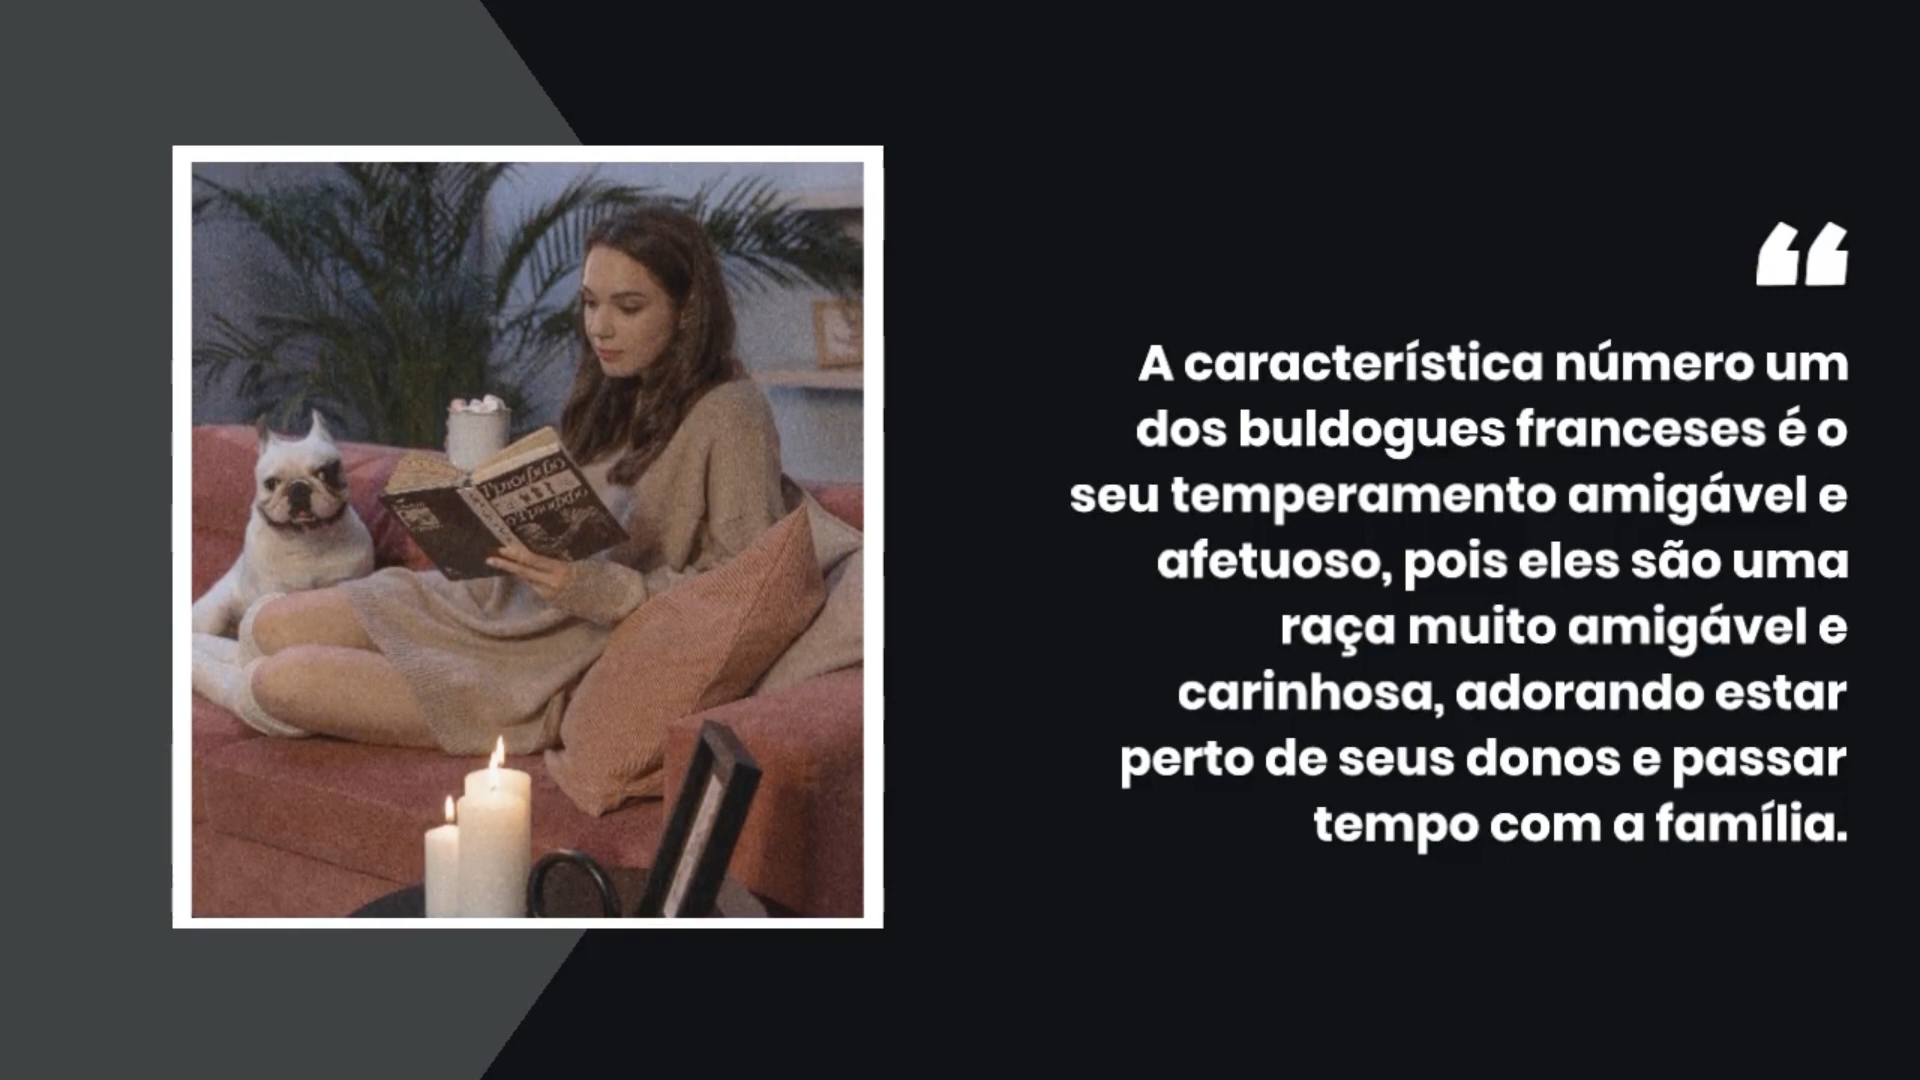 “
A característica número um
dos buldogues franceses é o
seu temperamento amigável e
afetuoso, pois eles são uma
raça muito amigável e
carinhosa, adorando estar
perto de seus donos e passar
tempo com a família.